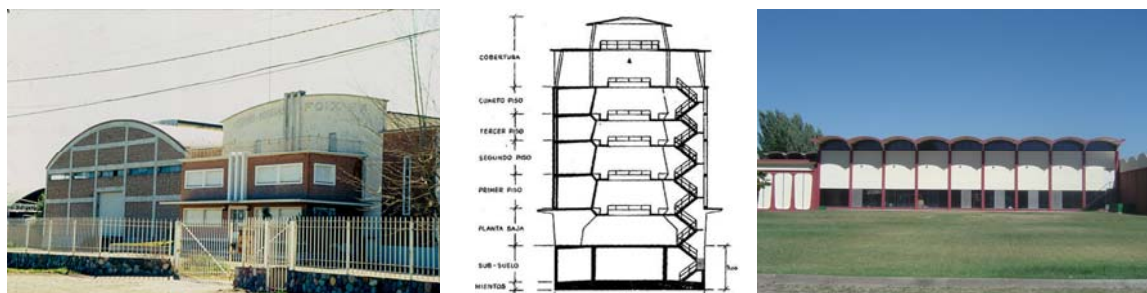 COBERTURA
CUARTO PISO
TERCER PISO
SEGUNDO PISO
PRIMER PISO
PLANTA BAJA
SUB-SUELO
MIENTOS